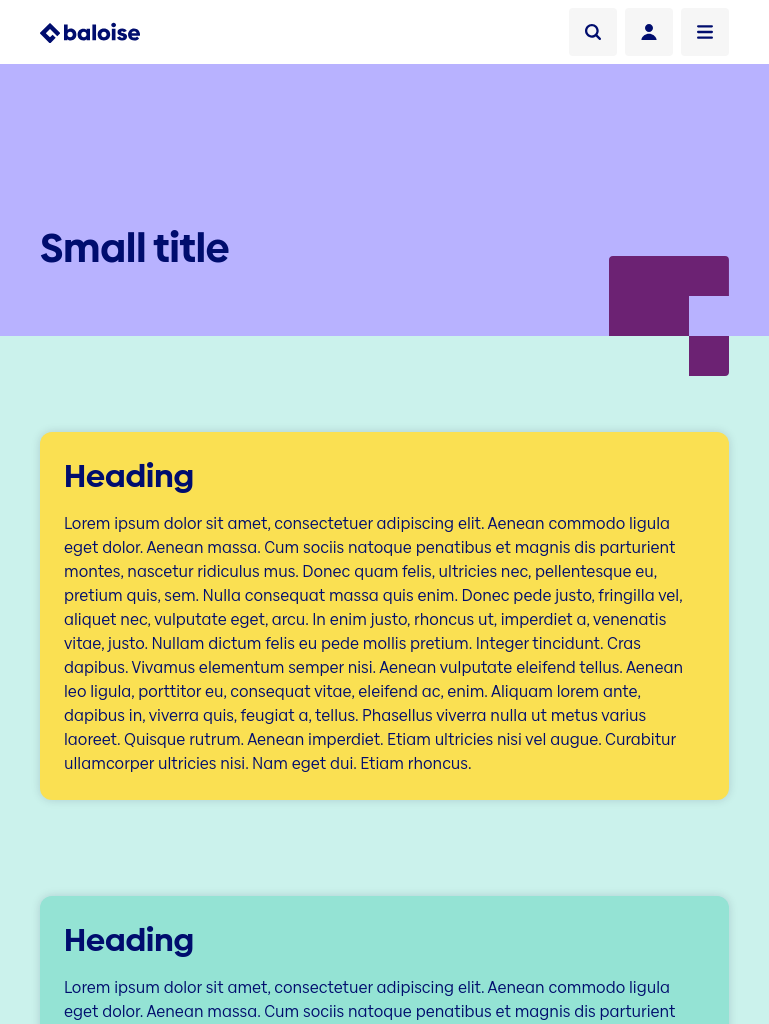 baloise
Small title
Heading
Lorem ipsum dolor sit amet, consectetuer adipiscing elit. Aenean commodo ligula
eget dolor. Aenean massa. Cum sociis natoque penatibus et magnis dis parturient
montes, nascetur ridiculus mus. Donec quam felis, ultricies nec, pellentesque eu,
pretium quis, sem. Nulla consequat massa quis enim. Donec pede justo, fringilla vel,
aliquet nec, vulputate eget, arcu. In enim justo, rhoncus ut, imperdiet a, venenatis
vitae, justo. Nullam dictum felis eu pede mollis pretium. Integer tincidunt. Cras
dapibus. Vivamus elementum semper nisi. Aenean vulputate eleifend tellus. Aenean
leo ligula, porttitor eu, consequat vitae, eleifend ac, enim. Aliquam lorem ante,
dapibus in, viverra quis, feugiat a, tellus. Phasellus viverra nulla ut metus varius
laoreet. Quisque rutrum. Aenean imperdiet. Etiam ultricies nisi vel augue. Curabitur
ullamcorper ultricies nisi. Nam eget dui. Etiam rhoncus.
Heading
Lorem ipsum dolor sit amet, consectetuer adipiscing elit. Aenean commodo ligula
eget dolor. Aenean massa. Cum sociis natoque penatibus et magnis dis parturient